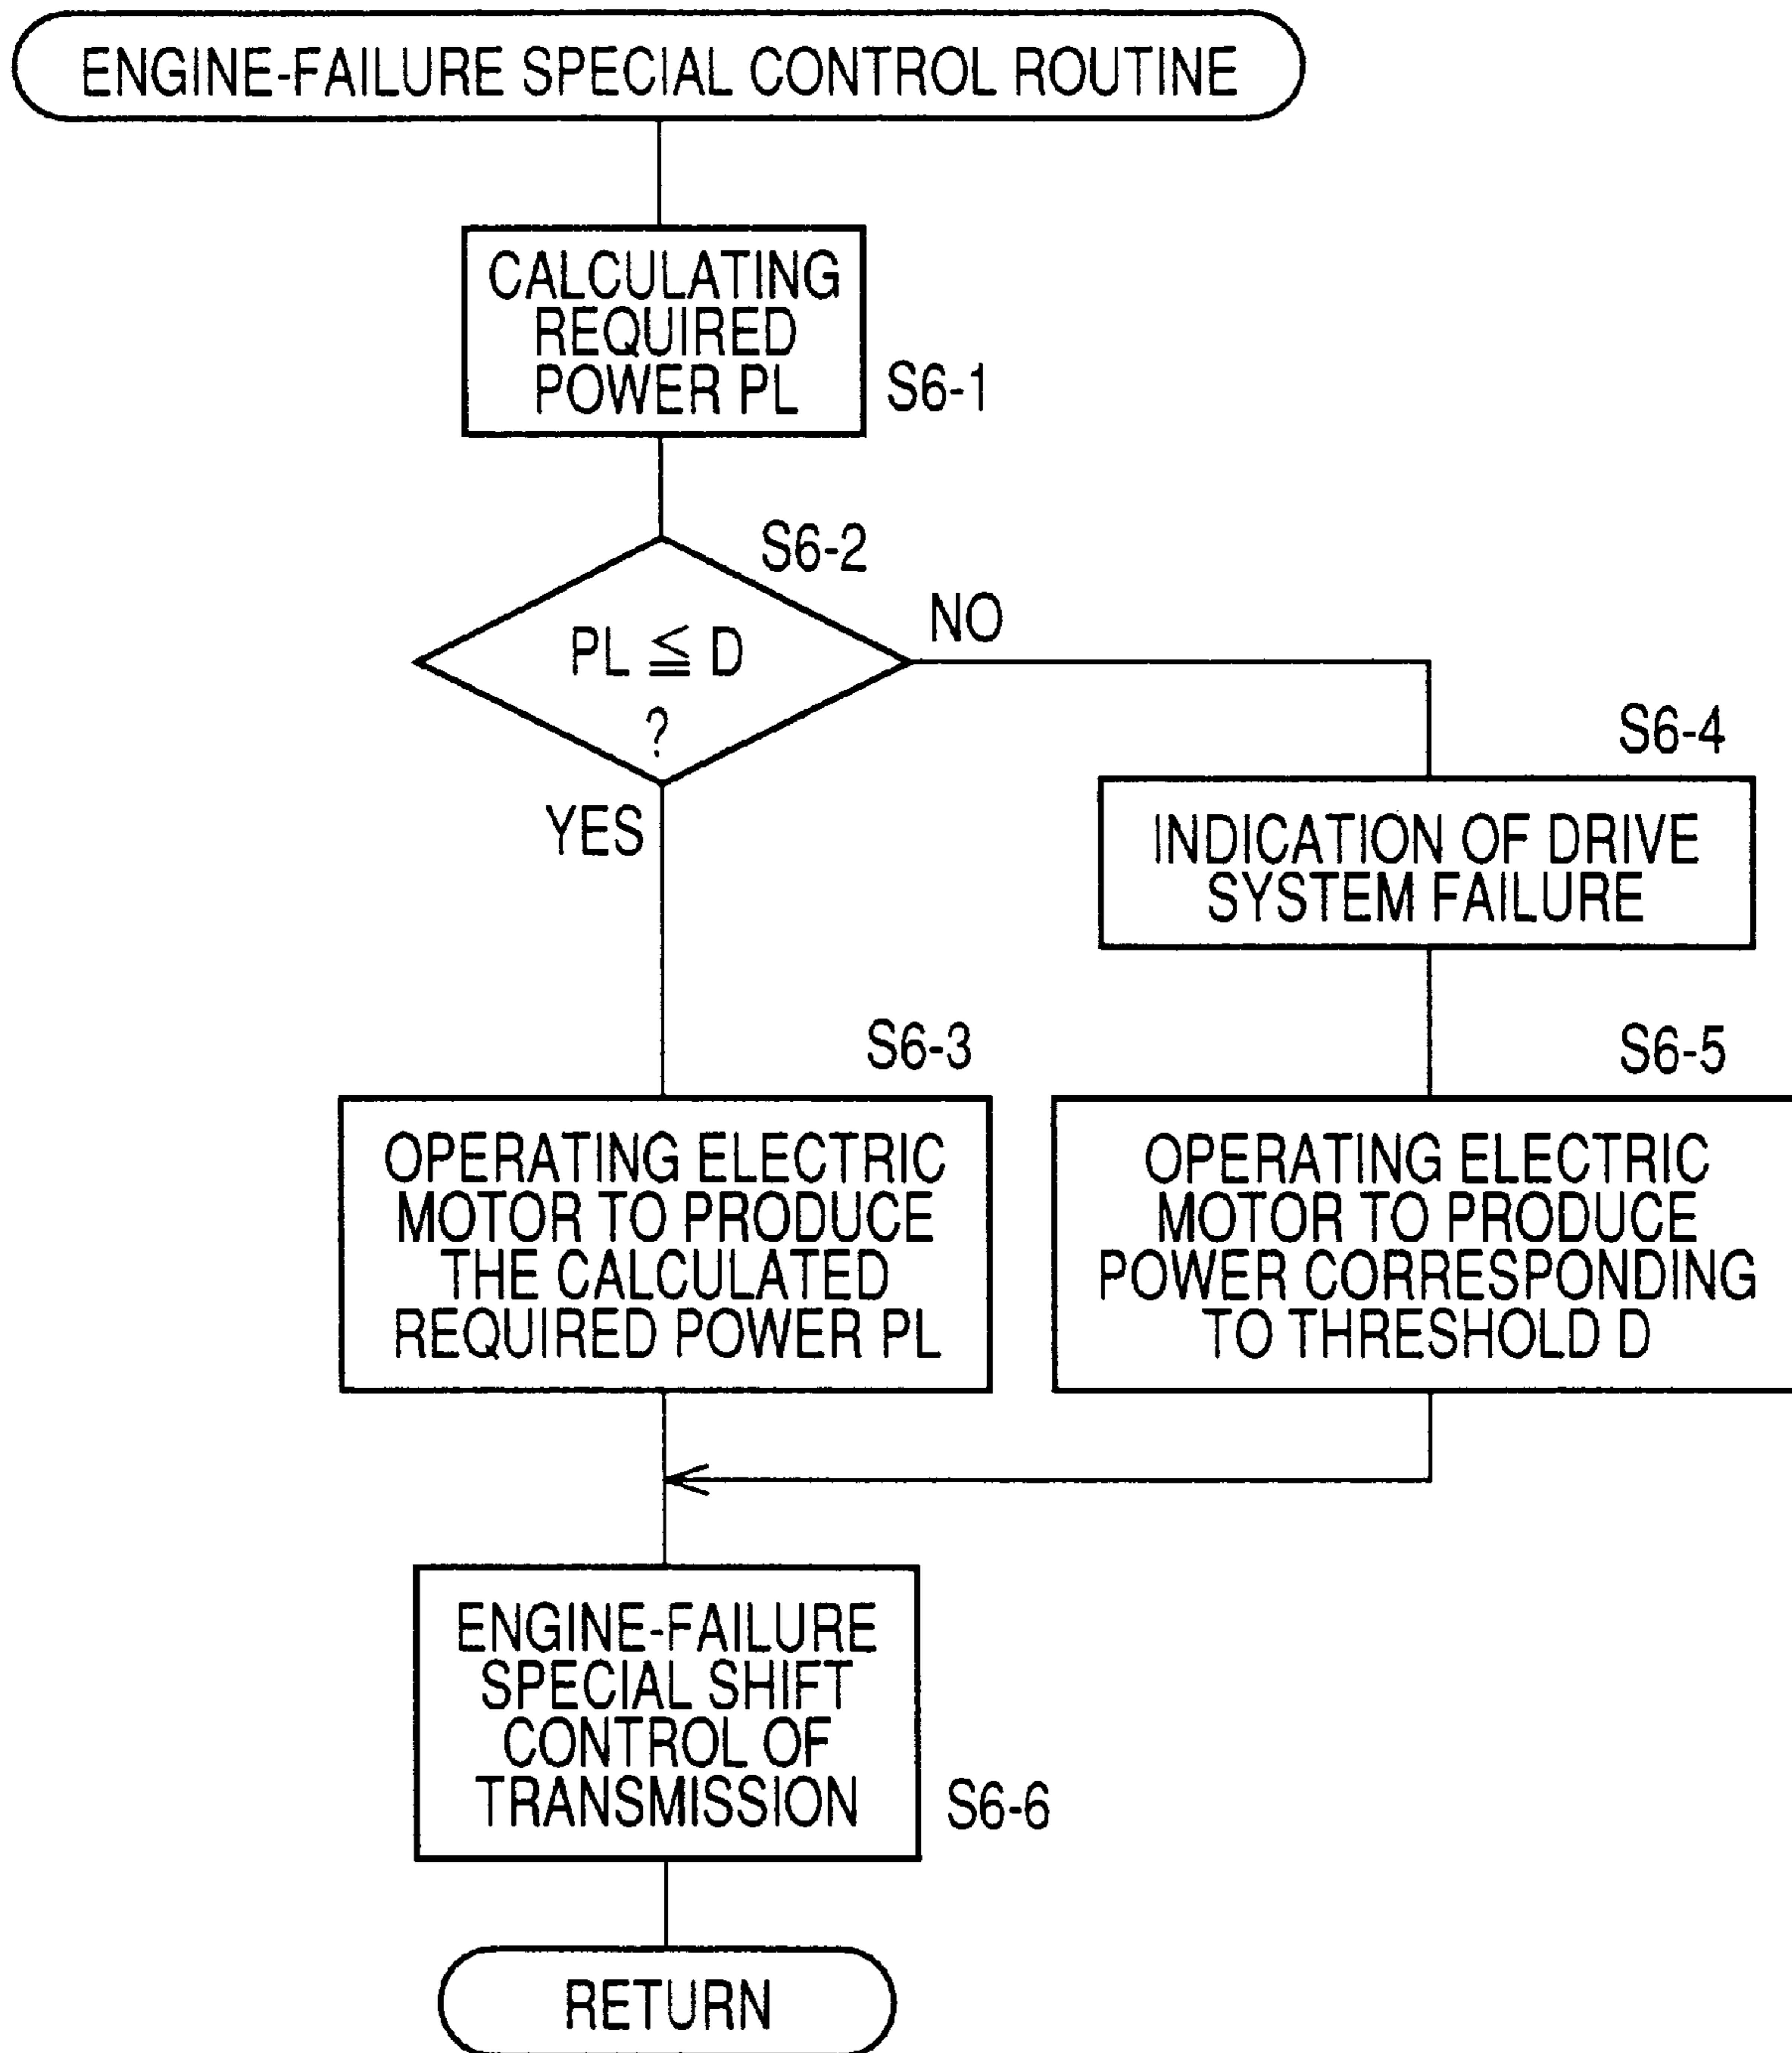 ENGINE-FAILURE SPECIAL CONTROL ROUTINE
CALCULATING
REQUIRED
POWER PL
S6-1
S6-2
PL ≦ D
?
NO
YES
S6-4
INDICATION OF DRIVE
SYSTEM FAILURE
S6-3
OPERATING ELECTRIC
MOTOR TO PRODUCE
THE CALCULATED
REQUIRED POWER PL
S6-5
OPERATING ELECTRIC
MOTOR TO PRODUCE
POWER CORRESPONDING
TO THRESHOLD D
ENGINE-FAILURE
SPECIAL SHIFT
CONTROL OF
TRANSMISSION
S6-6
RETURN